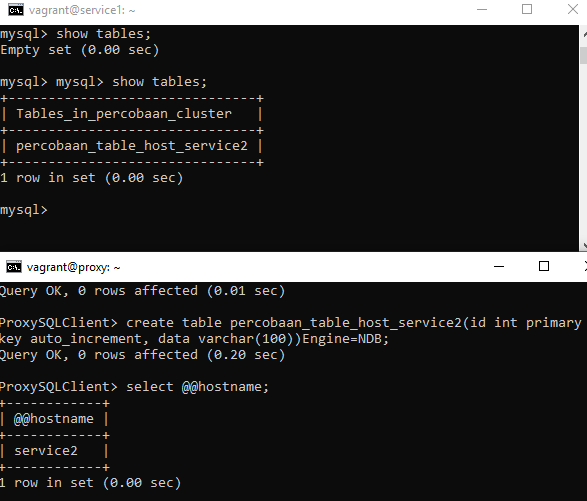 vagrant@service1: ~
mysql> show tables;
Empty set (0.00 sec)
mysql> mysql> show tables;
+-------------------------------+
| Tables_in_percobaan_cluster   |
+-------------------------------+
| percobaan_table_host_service2 |
+-------------------------------+
1 row in set (0.00 sec)
mysql>
vagrant@proxy: ~
Query OK, 0 rows affected (0.01 sec)
ProxySQLClient> create table percobaan_table_host_service2(id int primary
key auto_increment, data varchar(100))Engine=NDB;
Query OK, 0 rows affected (0.20 sec)
ProxySQLClient> select @@hostname;
+------------+
| @@hostname |
+------------+
| service2   |
+------------+
1 row in set (0.00 sec)